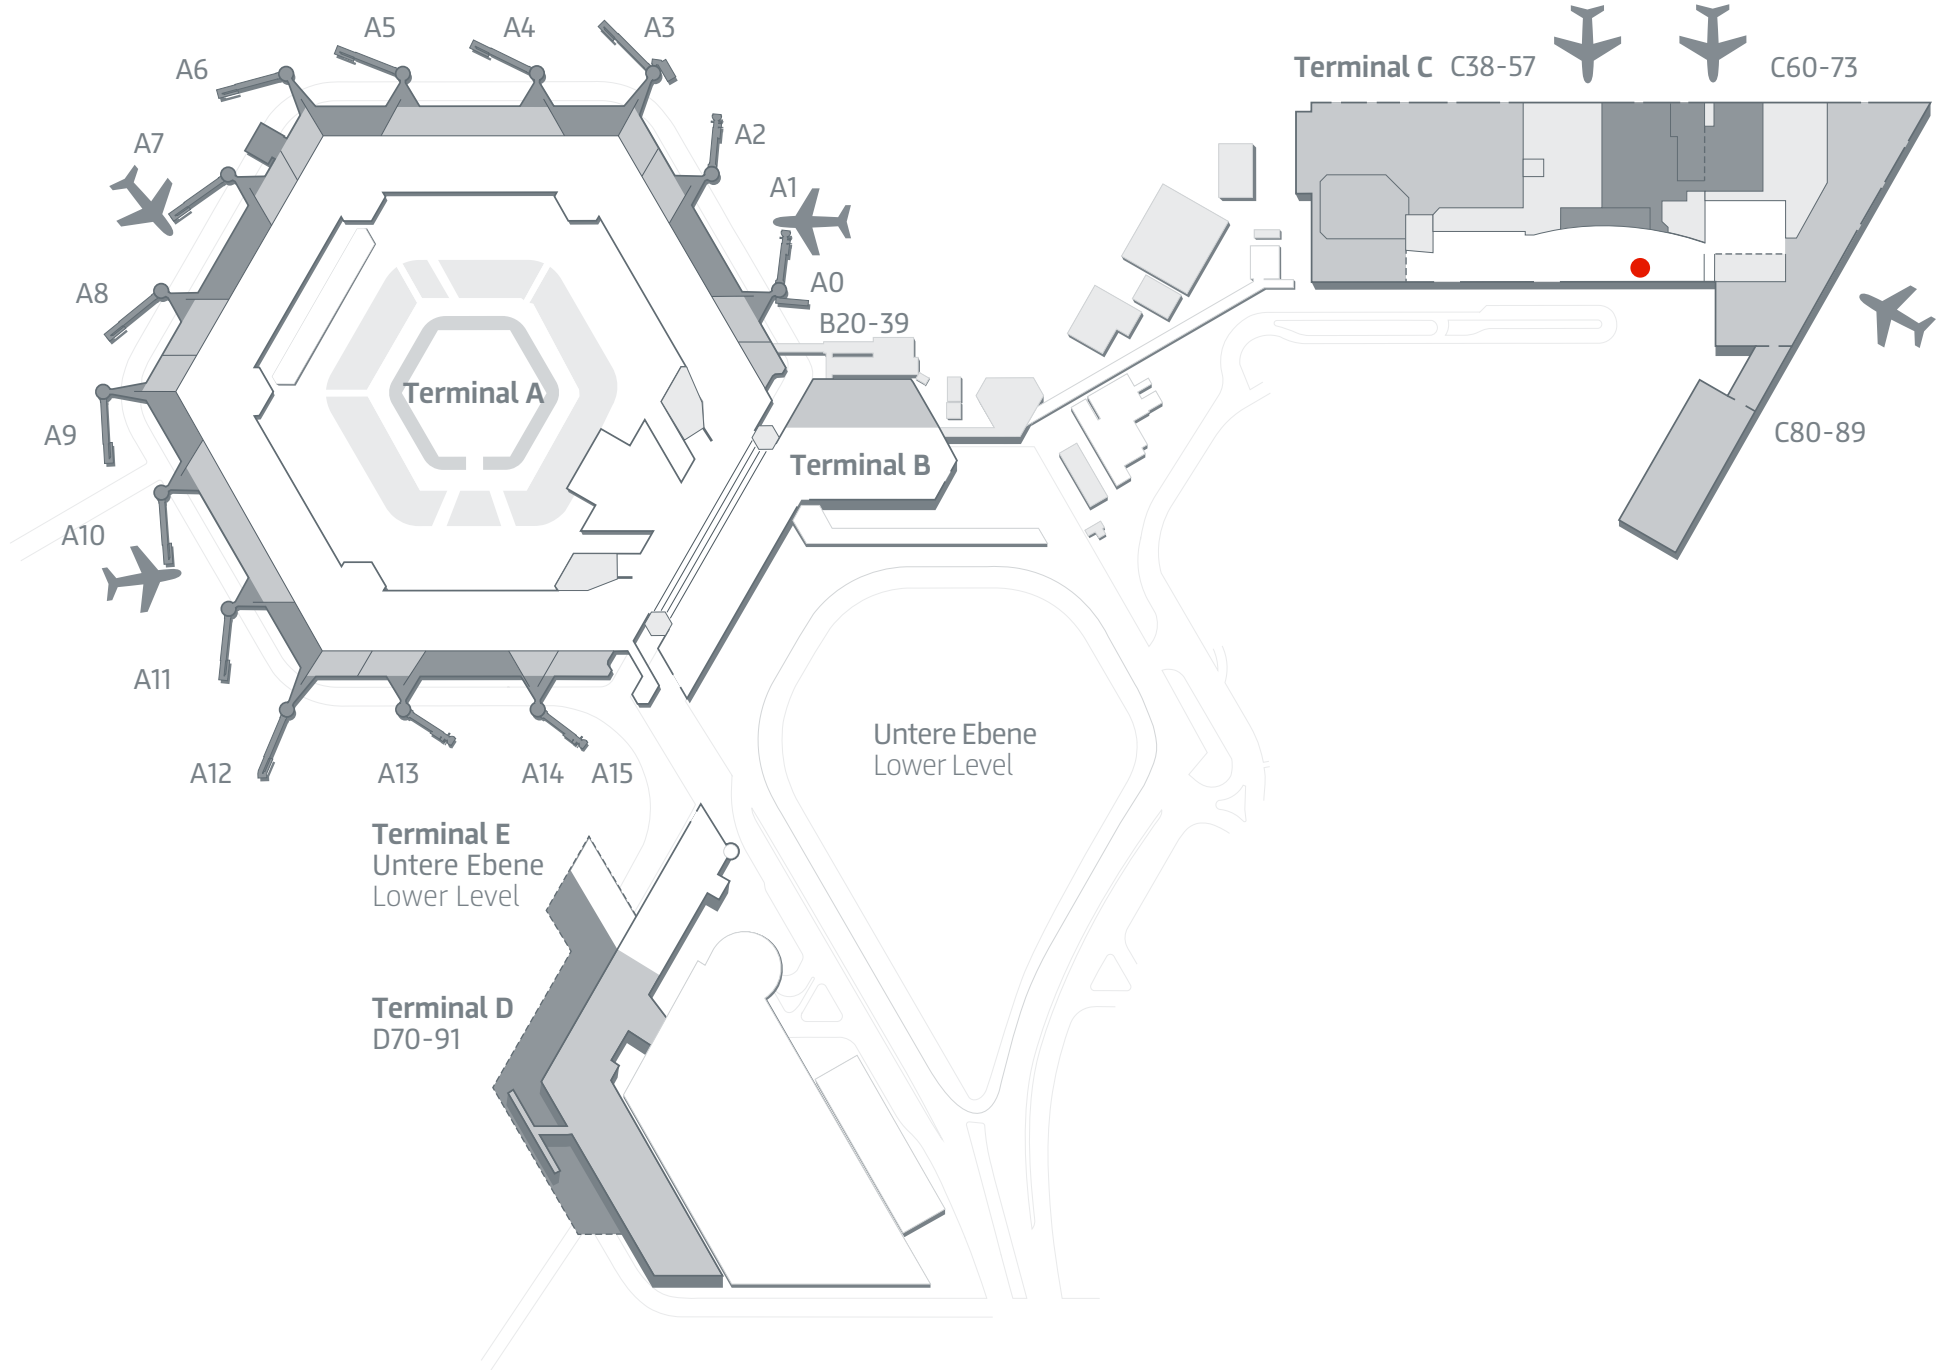 A5
A4
A3
A6
Terminal C C38-57
C60-73
A7
A2
A1
A8
A0
B20-39
Terminal A
A9
Terminal B
C80-89
A10
A11
Untere Ebene
Lower Level
A12
A13
A14
A15
Terminal E
Untere Ebene
Lower Level
Terminal D
D70-91